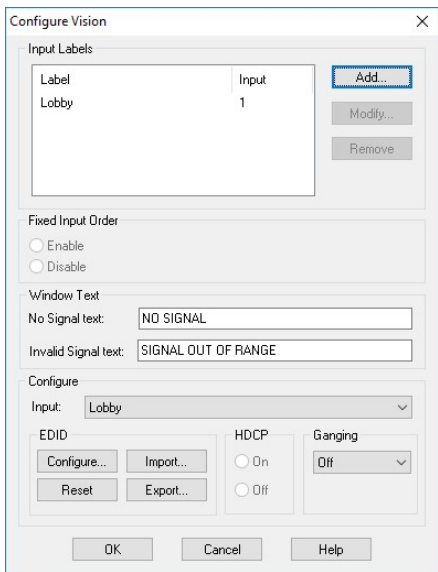 Configure Vision
Input Labels
Label Input
Lobby 1
Add...
Modify...
Remove
Fixed Input Order
Enable
Disable
Window Text
No Signal text: NO SIGNAL
Invalid Signal text: SIGNAL OUT OF RANGE
Configure
Input: Lobby
EDID
Configure... Import...
Reset Export...
HDCP
On
Off
Ganging
Off
OK Cancel Help